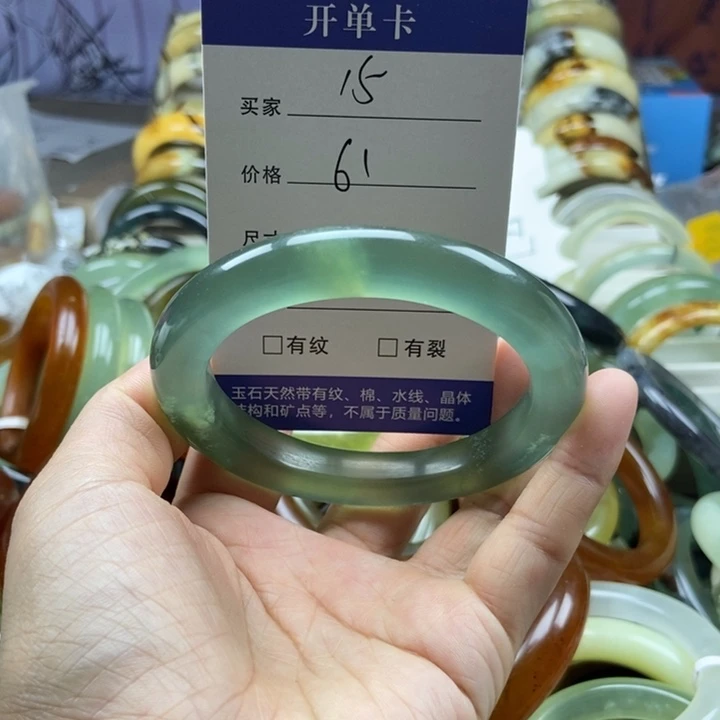 开单卡
买家 15
价格 61
尺寸
□有纹 □有裂
玉石天然带有纹、棉、水线、晶体
结构和矿点等，不属于质量问题。